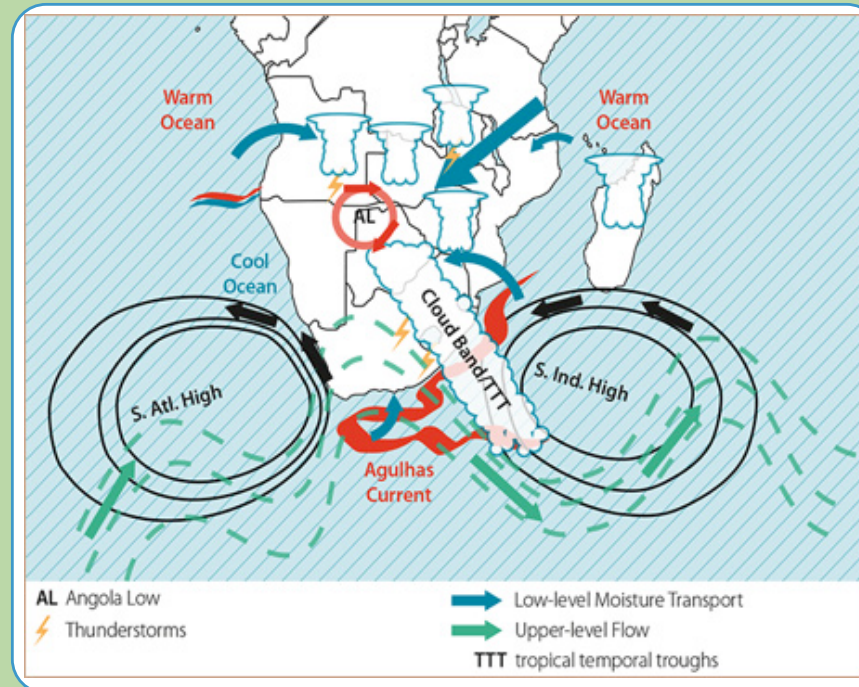 Warm
Ocean
Warm
Ocean
AL
Cool
Ocean
Cloud Band/TTT
S. Atl. High
S. Ind. High
Agulhas
Current
AL Angola Low
Thunderstorms
Low-level Moisture Transport
Upper-level Flow
TTT tropical temporal troughs